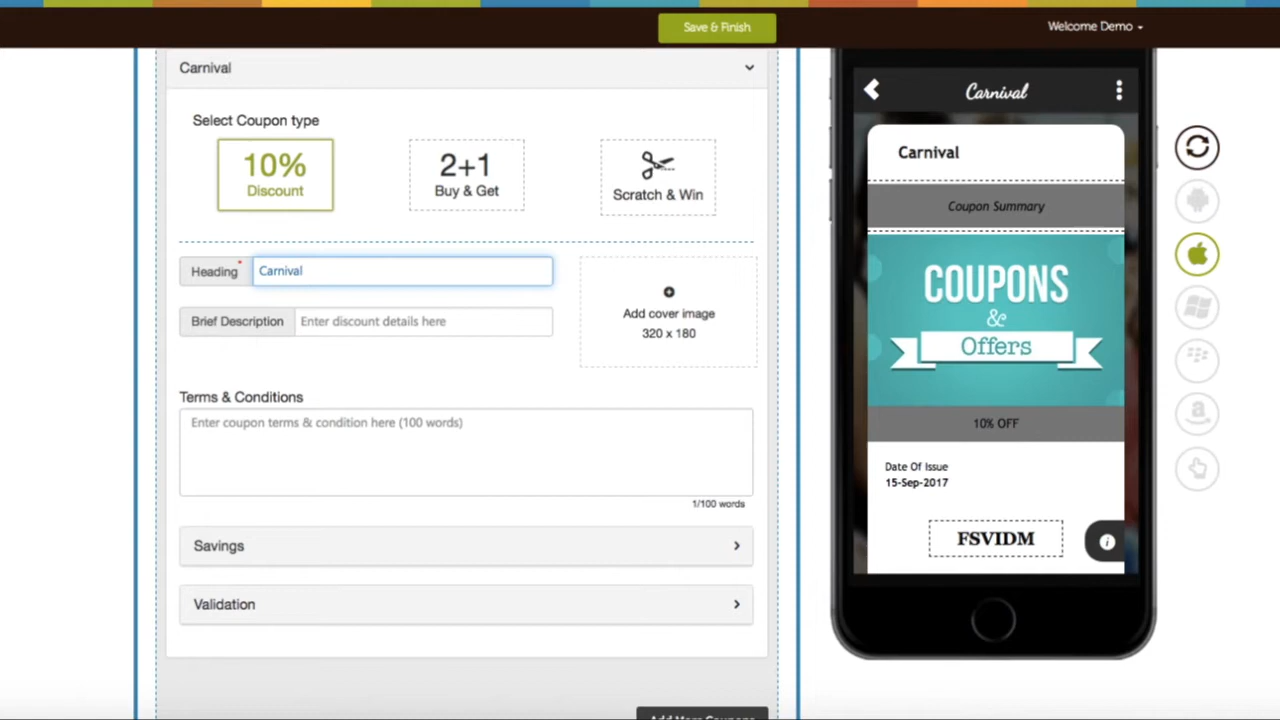 Save & Finish
Welcome Demo
Carnival
Select Coupon type
10%
Discount
2+1
Buy & Get
Scratch & Win
Heading*
Carnival
Brief Description
Enter discount details here
Add cover image
320 x 180
Terms & Conditions
Enter coupon terms & condition here (100 words)
1/100 words
Savings
Validation
Add More Coupons
Carnival
Carnival
Coupon Summary
COUPONS
&
Offers
10% OFF
Date Of Issue
15-Sep-2017
FSVIDM